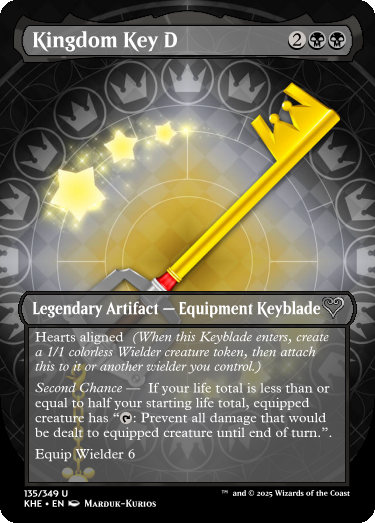 Kingdom Key D 2
Legendary Artifact — Equipment Keyblade
Hearts aligned (When this Keyblade enters, create
a 1/1 colorless Wielder creature token, then attach
this to it or another wielder you control.)
Second Chance — If your life total is less than or
equal to half your starting life total, equipped
creature has “: Prevent all damage that would
be dealt to equipped creature until end of turn.”.
Equip Wielder 6
135/349 U
KHE • EN Marduk-Kurios
™ and © 2025 Wizards of the Coast